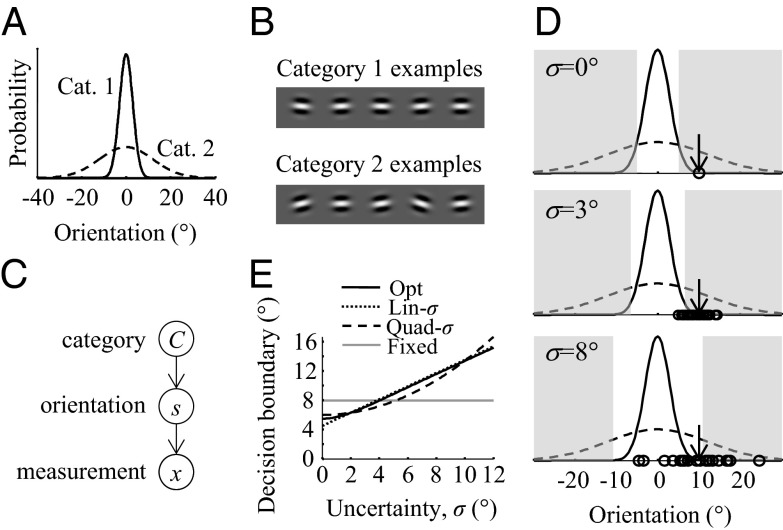 A
Probability
Cat. 1
Cat. 2
-40 -20 0 20 40
Orientation (°)
B
Category 1 examples
Category 2 examples
C
category C
orientation s
measurement x
E
Opt
Lin-σ
Quad-σ
Fixed
Decision boundary (°)
16
12
8
4
0
0 2 4 6 8 10 12
Uncertainty, σ (°)
D
σ=0°
σ=3°
σ=8°
-20 -10 0 10 20
Orientation (°)